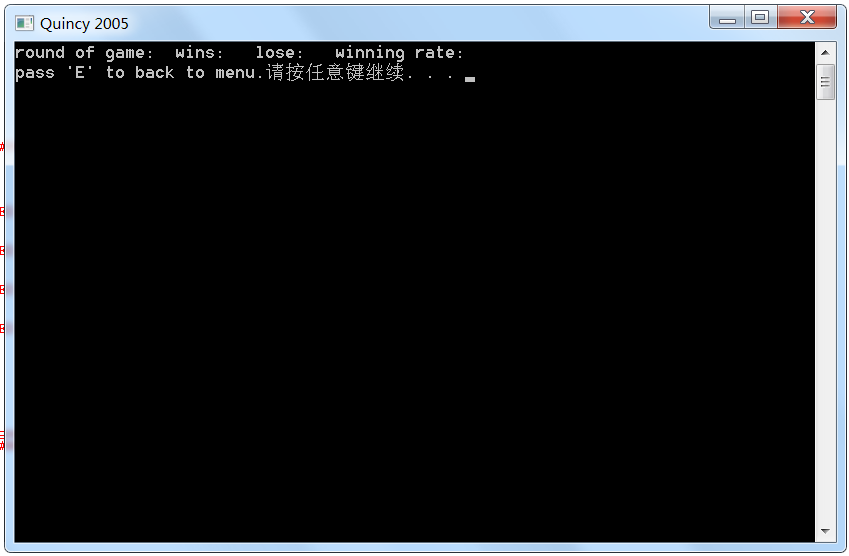 Quincy 2005
round of game:  wins:   lose:   winning rate:
pass 'E' to back to menu.请按任意键继续. . .